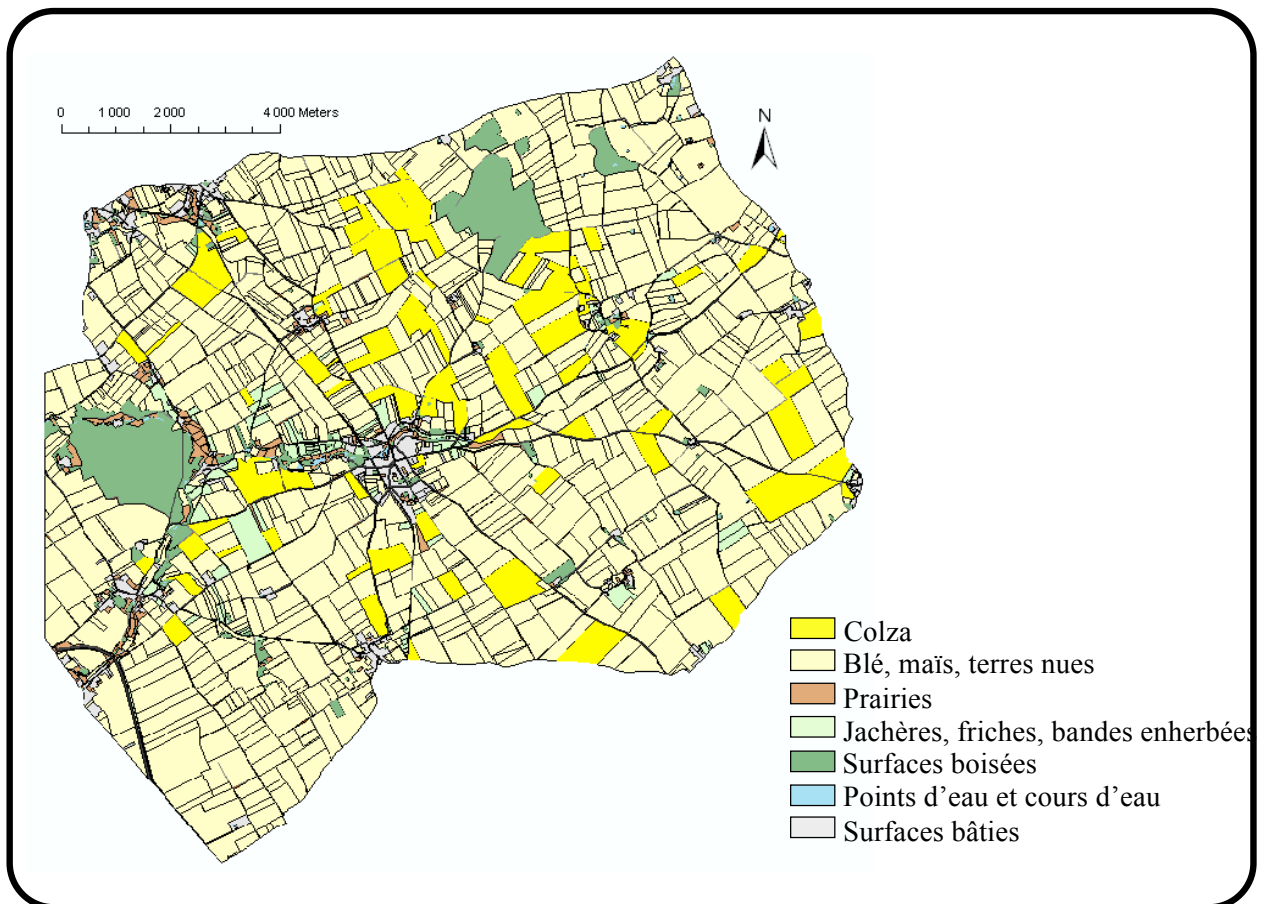 0 1 000 2 000 4 000 Meters
N
Colza
Blé, maïs, terres nues
Prairies
Jachères, friches, bandes enherbées
Surfaces boisées
Points d’eau et cours d’eau
Surfaces bâties